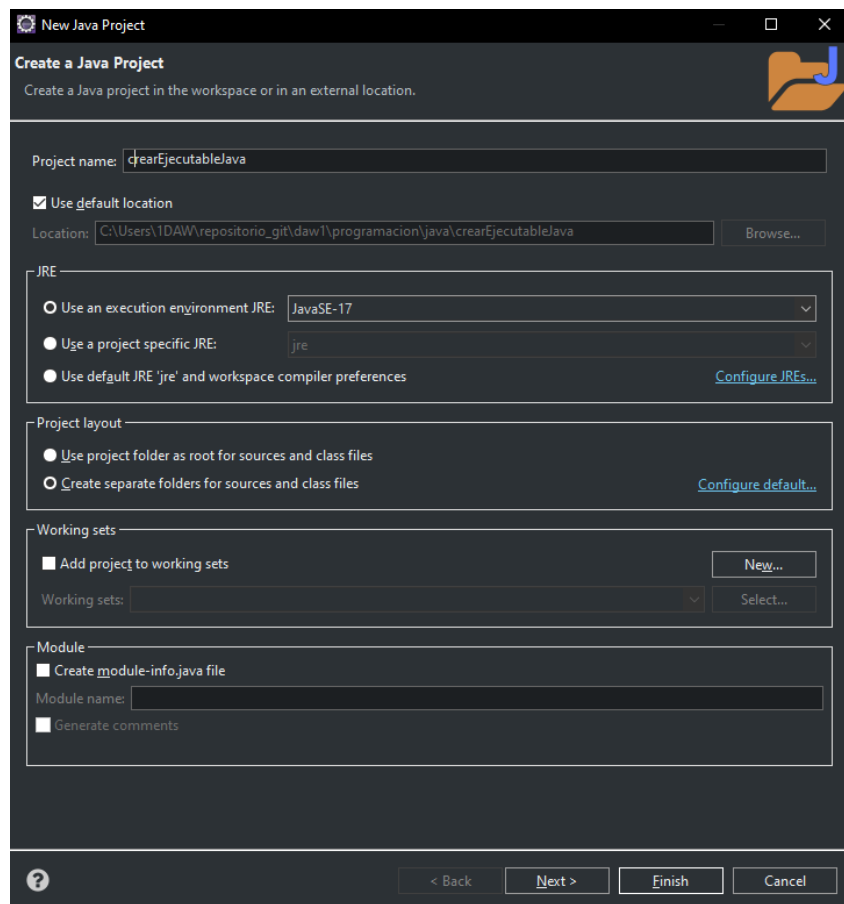 New Java Project
Create a Java Project
Create a Java project in the workspace or in an external location.
J
Project name: crearEjecutableJava
Use default location
Location: C:\Users\1DAW\repositorio_git\daw1\programacion\java\crearEjecutableJava Browse...
JRE
Use an execution environment JRE: JavaSE-17
Use a project specific JRE: jre
Use default JRE 'jre' and workspace compiler preferences Configure JREs...
Project layout
Use project folder as root for sources and class files
Create separate folders for sources and class files Configure default...
Working sets
Add project to working sets New...
Working sets: Select...
Module
Create module-info.java file
Module name:
Generate comments
? < Back Next > Finish Cancel